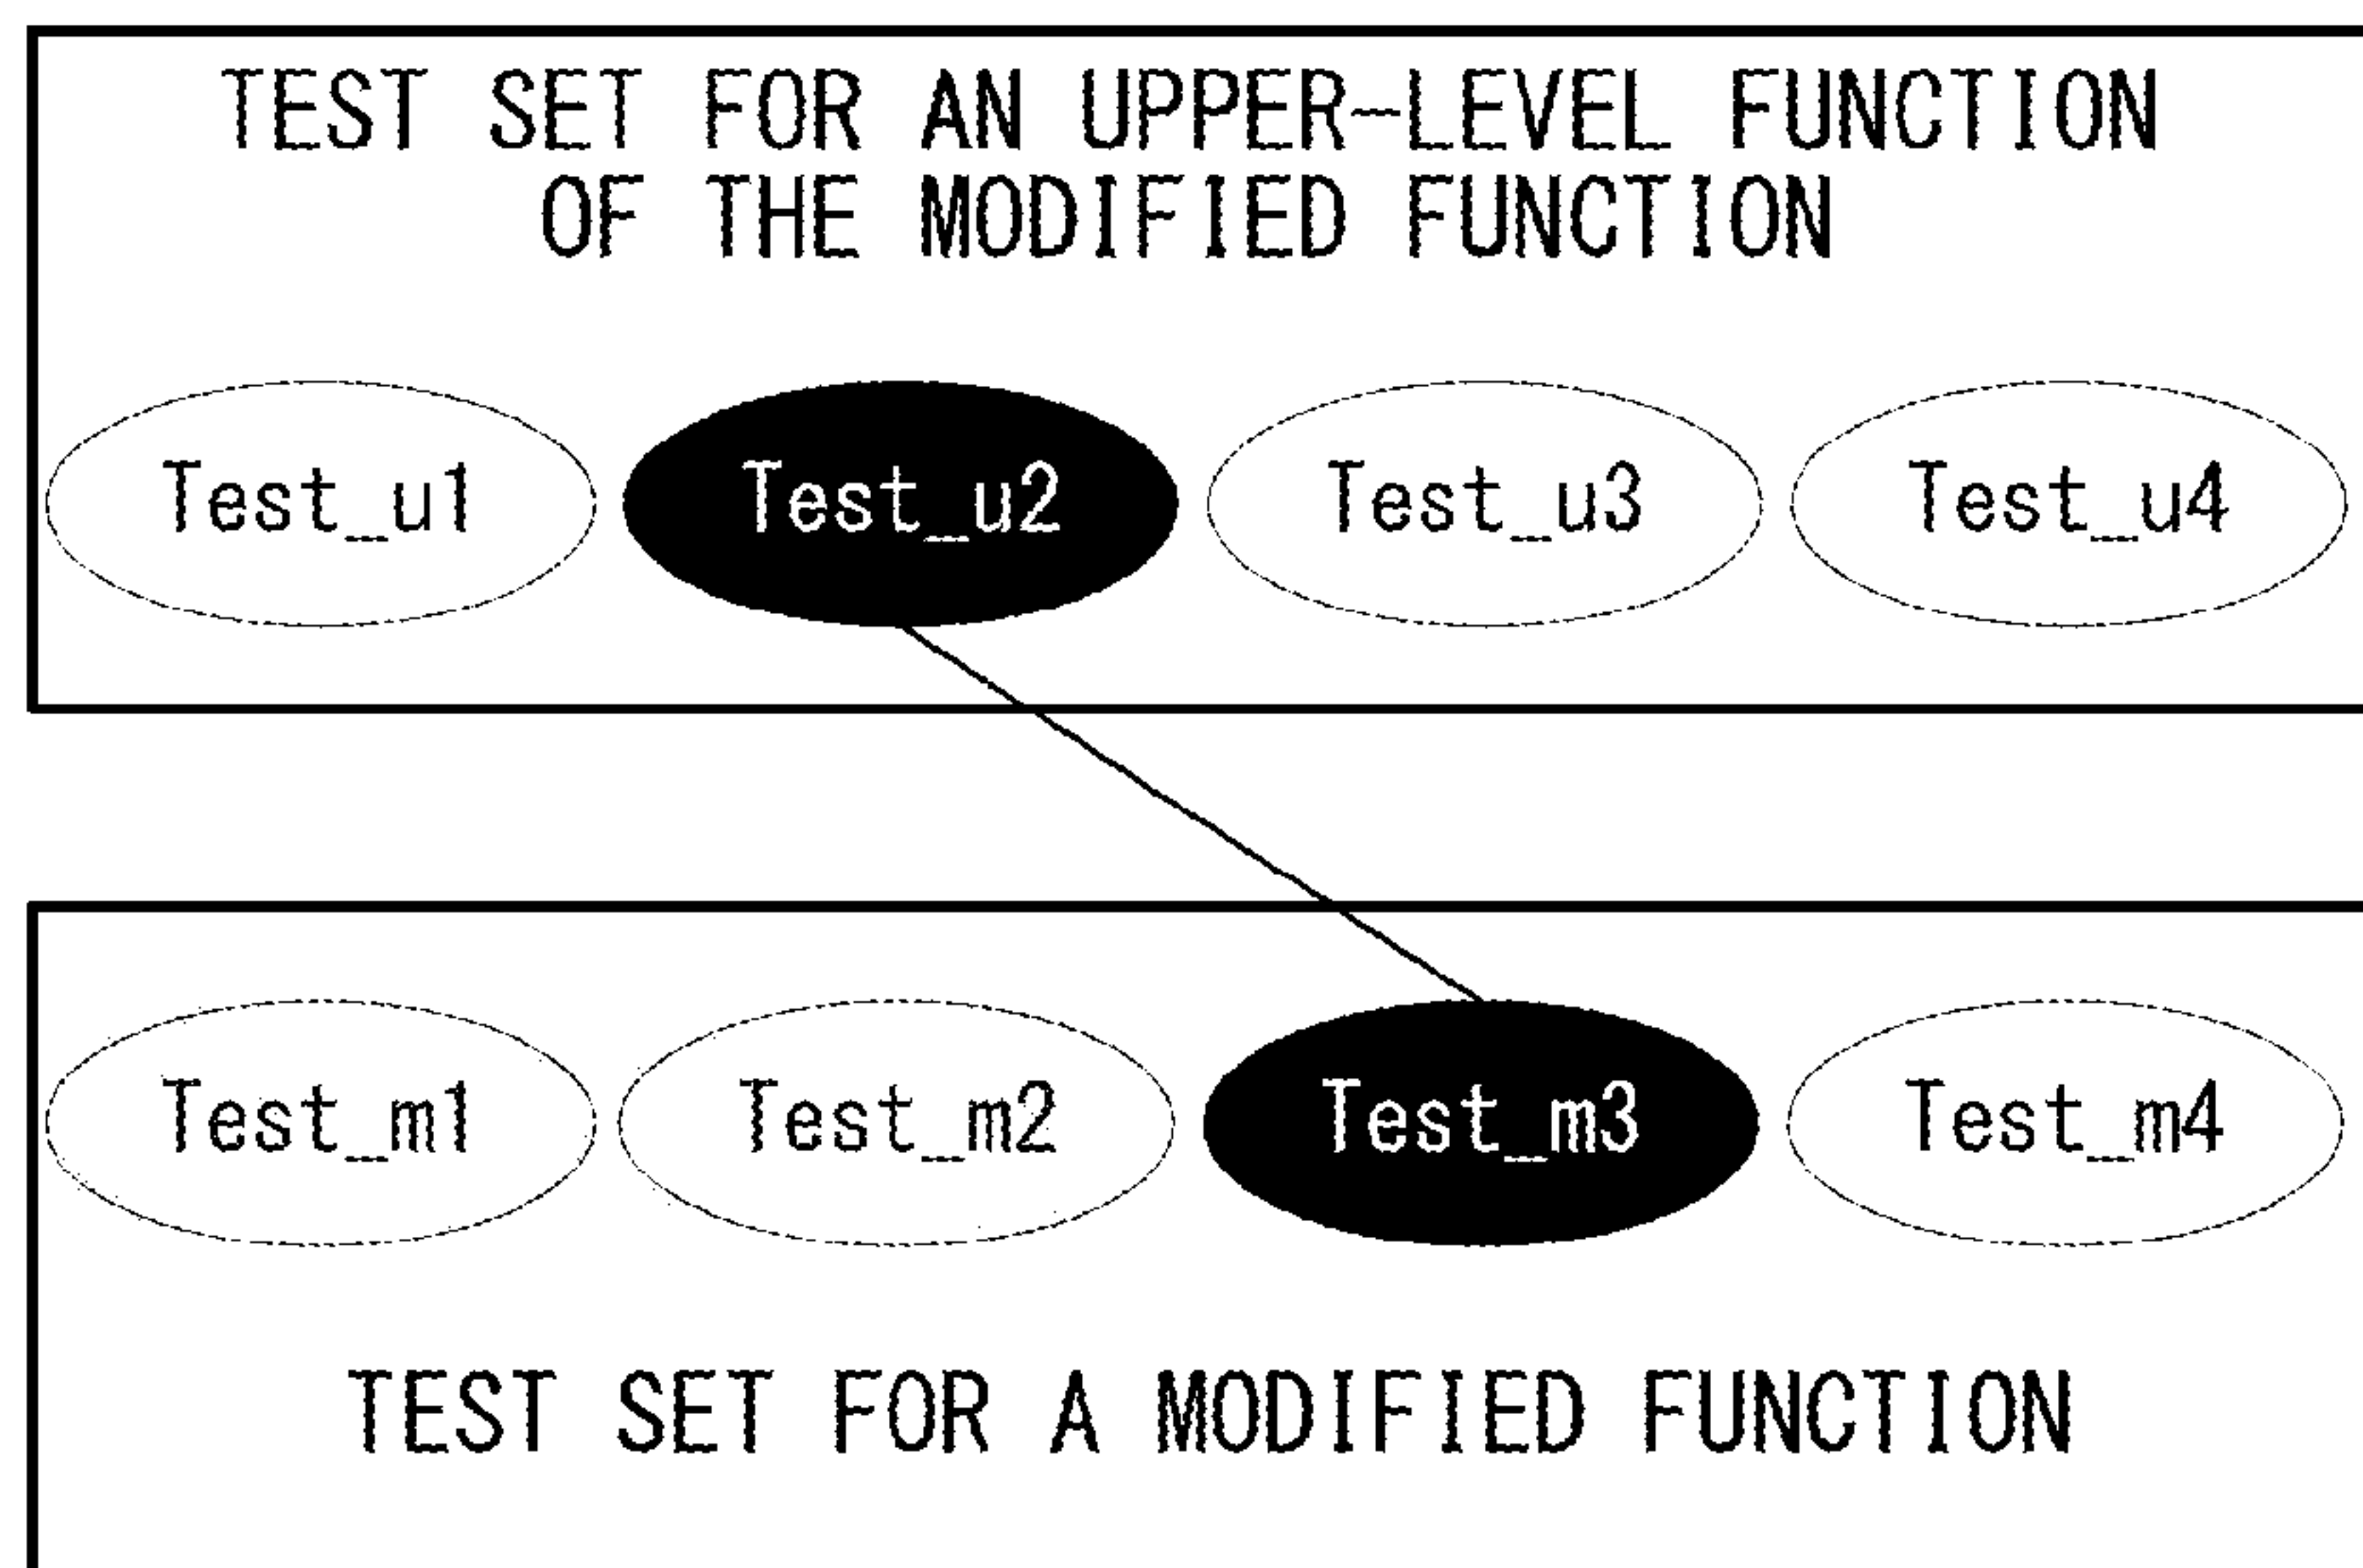 TEST SET FOR AN UPPER-LEVEL FUNCTION
OF THE MODIFIED FUNCTION
Test_u1 Test_u2 Test_u3 Test_u4
Test_m1 Test_m2 Test_m3 Test_m4
TEST SET FOR A MODIFIED FUNCTION